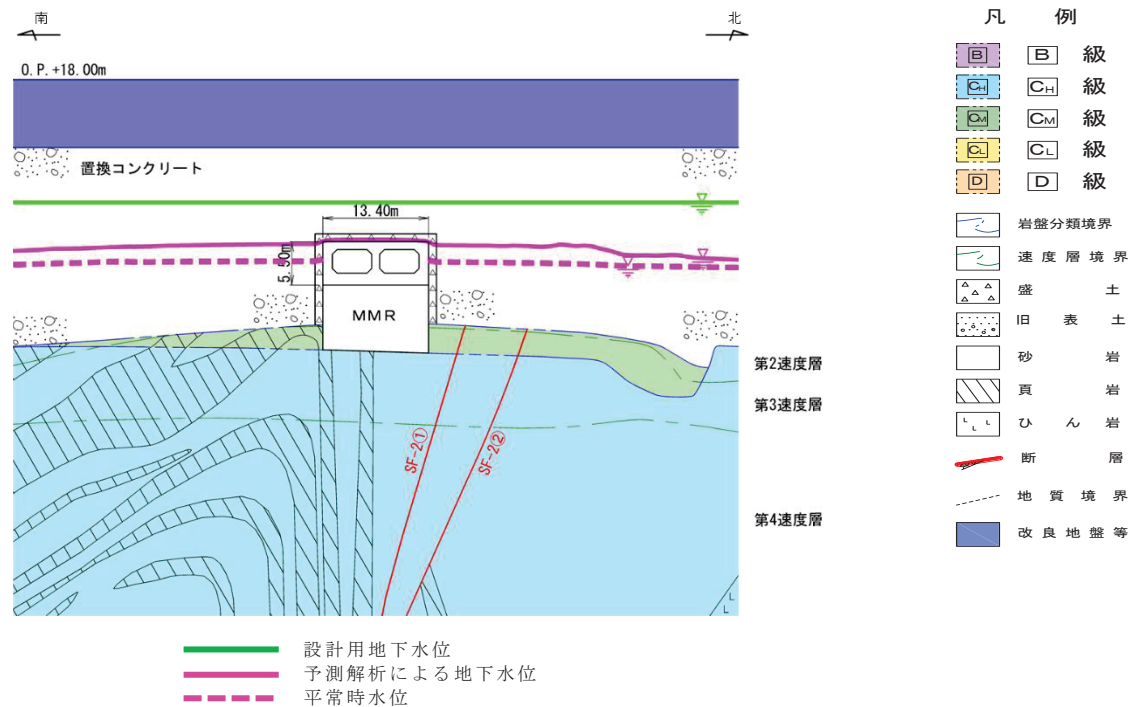 南
北
O.P.+18.00m
置換コンクリート
13.40m
5.90m
MMR
SF-2①
SF-2②
第2速度層
第3速度層
第4速度層
凡 例
B B 級
CH CH 級
CM CM 級
CL CL 級
D D 級
岩盤分類境界
速度層境界
盛土
旧表土
砂岩
頁岩
ひん岩
断層
地質境界
改良地盤等
設計用地下水位
予測解析による地下水位
平常時水位